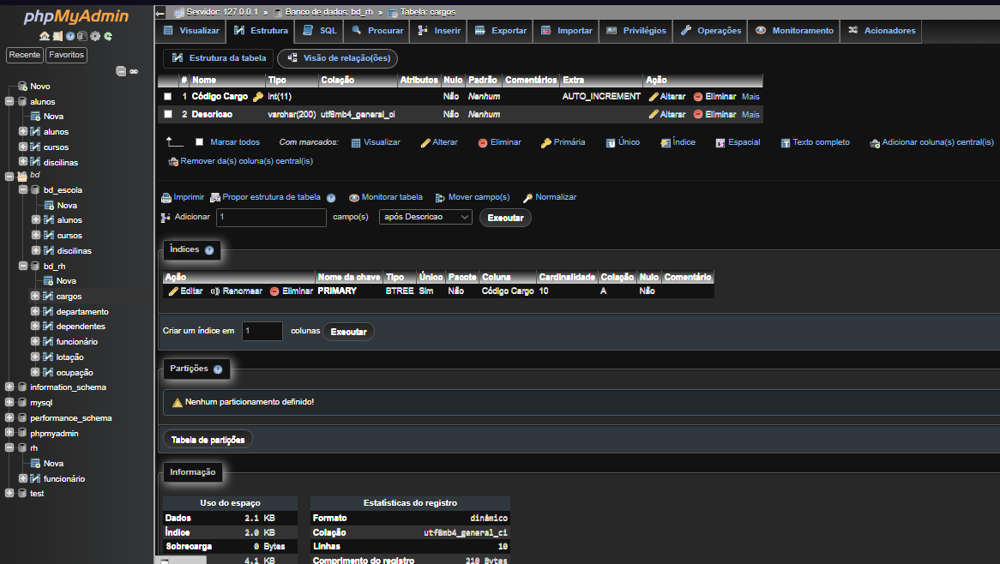 phpMyAdmin
Recente Favoritos
Novo
alunos
Nova
alunos
cursos
discilinas
bd
bd_escola
Nova
alunos
cursos
discilinas
bd_rh
Nova
cargos
departamento
dependentes
funcionário
lotação
ocupação
information_schema
mysql
performance_schema
phpmyadmin
rh
Nova
funcionário
test
Servidor: 127.0.0.1 » Banco de dados: bd_rh » Tabela: cargos
Visualizar Estrutura SQL Procurar Inserir Exportar Importar Privilégios Operações Monitoramento Acionadores
Estrutura da tabela Visão de relação(ões)
# Nome Tipo Colação Atributos Nulo Padrão Comentários Extra Ação
1 Código Cargo int(11) Não Nenhum AUTO_INCREMENT Alterar Eliminar Mais
2 Descricao varchar(200) utf8mb4_general_ci Não Nenhum Alterar Eliminar Mais
Marcar todos Com marcados: Visualizar Alterar Eliminar Primária Único Índice Espacial Texto completo Adicionar coluna(s) central(is)
Remover da(s) coluna(s) central(is)
Imprimir Propor estrutura de tabela Monitorar tabela Mover campo(s) Normalizar
Adicionar 1 campo(s) após Descricao Executar
Índices
Ação Nome da chave Tipo Único Pacote Coluna Cardinalidade Colação Nulo Comentário
Editar Renomear Eliminar PRIMARY BTREE Sim Não Código Cargo 10 A Não
Criar um índice em 1 colunas Executar
Partições
Nenhum particionamento definido!
Tabela de partições
Informação
Uso do espaço
Dados 2.1 KB
Índice 2.0 KB
Sobrecarga 0 Bytes
4.1 KB
Estatísticas do registro
Formato dinâmico
Colação utf8mb4_general_ci
Linhas 10
Comprimento do registro 210 Bytes